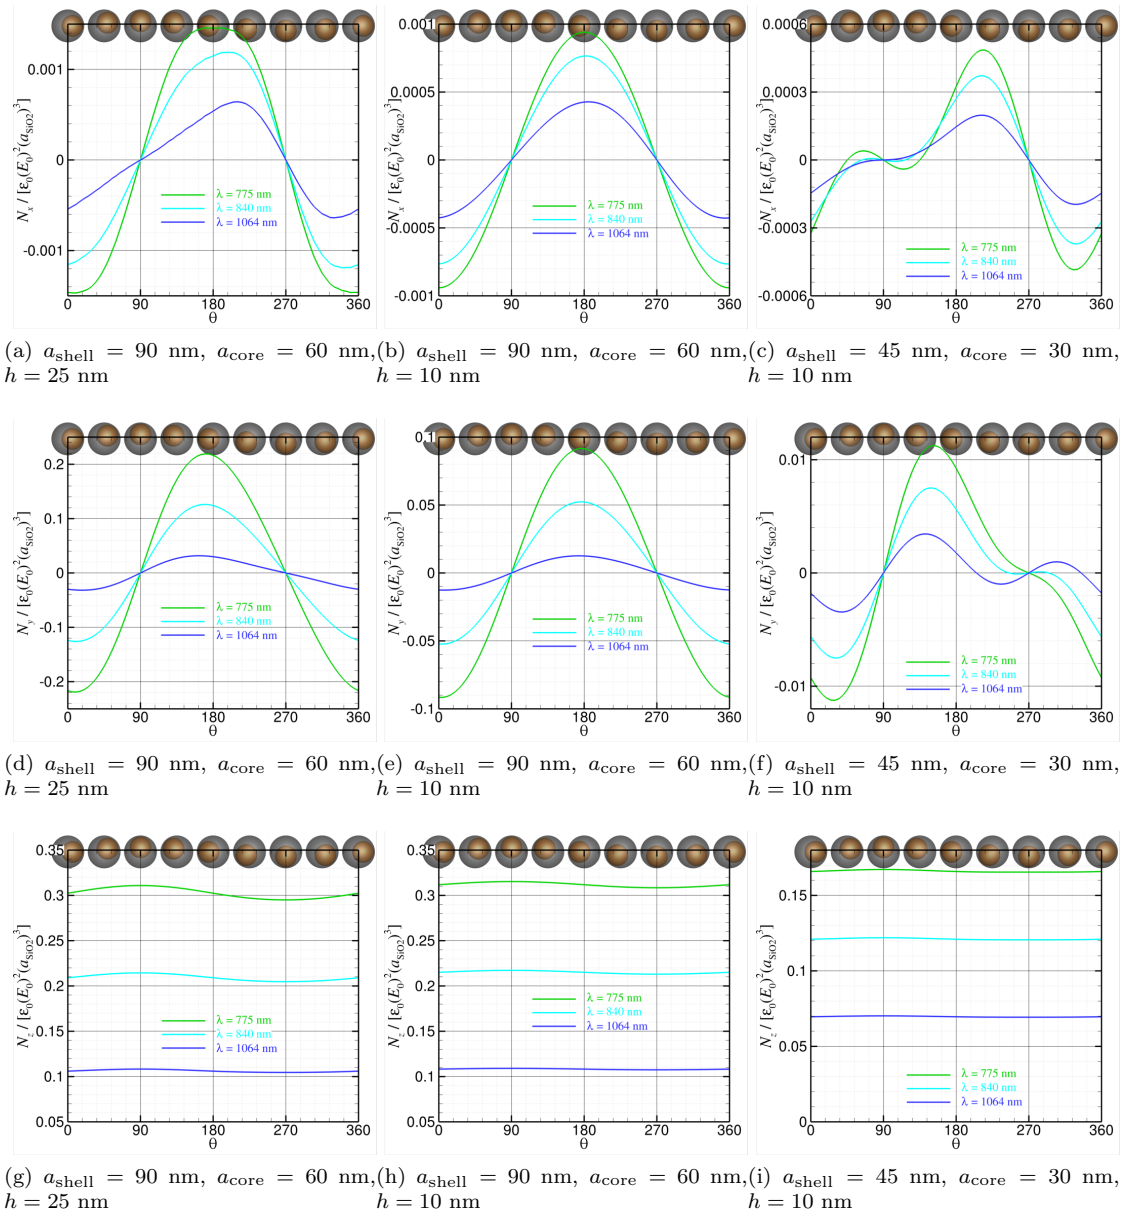 0.001
0
-0.001
N_x / [ε_0(E_0)^2(a_SiO2)^3]
λ = 775 nm
λ = 840 nm
λ = 1064 nm
0 90 180 270 360
θ
(a) a_shell = 90 nm, a_core = 60 nm,
h = 25 nm
0.001
0.0005
0
-0.0005
-0.001
N_x / [ε_0(E_0)^2(a_SiO2)^3]
λ = 775 nm
λ = 840 nm
λ = 1064 nm
0 90 180 270 360
θ
(b) a_shell = 90 nm, a_core = 60 nm,
h = 10 nm
0.0006
0.0003
0
-0.0003
-0.0006
N_x / [ε_0(E_0)^2(a_SiO2)^3]
λ = 775 nm
λ = 840 nm
λ = 1064 nm
0 90 180 270 360
θ
(c) a_shell = 45 nm, a_core = 30 nm,
h = 10 nm
0.2
0.1
0
-0.1
-0.2
N_y / [ε_0(E_0)^2(a_SiO2)^3]
λ = 775 nm
λ = 840 nm
λ = 1064 nm
0 90 180 270 360
θ
(d) a_shell = 90 nm, a_core = 60 nm,
h = 25 nm
0.1
0.05
0
-0.05
-0.1
N_y / [ε_0(E_0)^2(a_SiO2)^3]
λ = 775 nm
λ = 840 nm
λ = 1064 nm
0 90 180 270 360
θ
(e) a_shell = 90 nm, a_core = 60 nm,
h = 10 nm
0.01
0
-0.01
N_y / [ε_0(E_0)^2(a_SiO2)^3]
λ = 775 nm
λ = 840 nm
λ = 1064 nm
0 90 180 270 360
θ
(f) a_shell = 45 nm, a_core = 30 nm,
h = 10 nm
0.35
0.3
0.25
0.2
0.15
0.1
0.05
N_z / [ε_0(E_0)^2(a_SiO2)^3]
λ = 775 nm
λ = 840 nm
λ = 1064 nm
0 90 180 270 360
θ
(g) a_shell = 90 nm, a_core = 60 nm,
h = 25 nm
0.35
0.3
0.25
0.2
0.15
0.1
0.05
N_z / [ε_0(E_0)^2(a_SiO2)^3]
λ = 775 nm
λ = 840 nm
λ = 1064 nm
0 90 180 270 360
θ
(h) a_shell = 90 nm, a_core = 60 nm,
h = 10 nm
0.15
0.1
0.05
0
N_z / [ε_0(E_0)^2(a_SiO2)^3]
λ = 775 nm
λ = 840 nm
λ = 1064 nm
0 90 180 270 360
θ
(i) a_shell = 45 nm, a_core = 30 nm,
h = 10 nm